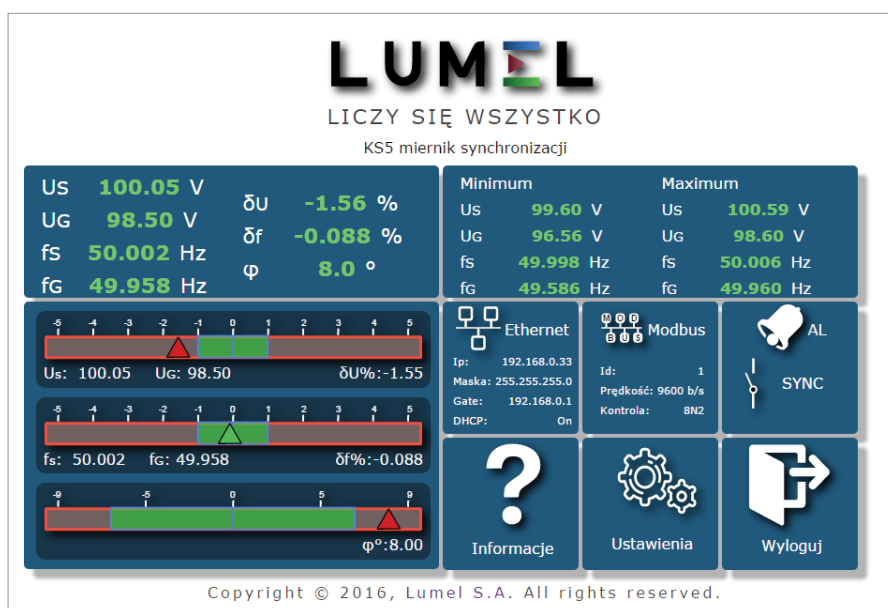 LUMEL
LICZY SIĘ WSZYSTKO
KS5 miernik synchronizacji
Us 100.05 V
UG 98.50 V
fs 50.002 Hz
fG 49.958 Hz
δU -1.56 %
δf -0.088 %
φ 8.0 °
Minimum
Us 99.60 V
UG 96.56 V
fs 49.998 Hz
fG 49.586 Hz
Maximum
Us 100.59 V
UG 98.60 V
fs 50.006 Hz
fG 49.960 Hz
-5 -4 -3 -2 -1 0 1 2 3 4 5
Us: 100.05 UG: 98.50 δU%:-1.55
-5 -4 -3 -2 -1 0 1 2 3 4 5
fs: 50.002 fG: 49.958 δf%:-0.088
-9 -5 0 5 9
φ°:8.00
Ethernet
Ip: 192.168.0.33
Maska: 255.255.255.0
Gate: 192.168.0.1
DHCP: On
MOD
BUS
Modbus
Id: 1
Prędkość: 9600 b/s
Kontrola: 8N2
AL
SYNC
?
Informacje
Ustawienia
Wyloguj
Copyright © 2016, Lumel S.A. All rights reserved.